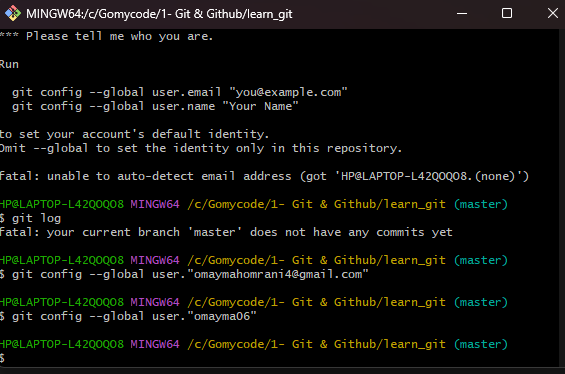 MINGW64:/c/Gomycode/1- Git & Github/learn_git
*** Please tell me who you are.
Run
git config --global user.email "you@example.com"
git config --global user.name "Your Name"
to set your account's default identity.
Omit --global to set the identity only in this repository.
fatal: unable to auto-detect email address (got 'HP@LAPTOP-L42QOQO8.(none)')
HP@LAPTOP-L42QOQO8 MINGW64 /c/Gomycode/1- Git & Github/learn_git (master)
$ git log
fatal: your current branch 'master' does not have any commits yet
HP@LAPTOP-L42QOQO8 MINGW64 /c/Gomycode/1- Git & Github/learn_git (master)
$ git config --global user."omaymahomrani4@gmail.com"
HP@LAPTOP-L42QOQO8 MINGW64 /c/Gomycode/1- Git & Github/learn_git (master)
$ git config --global user."omayma06"
HP@LAPTOP-L42QOQO8 MINGW64 /c/Gomycode/1- Git & Github/learn_git (master)
$